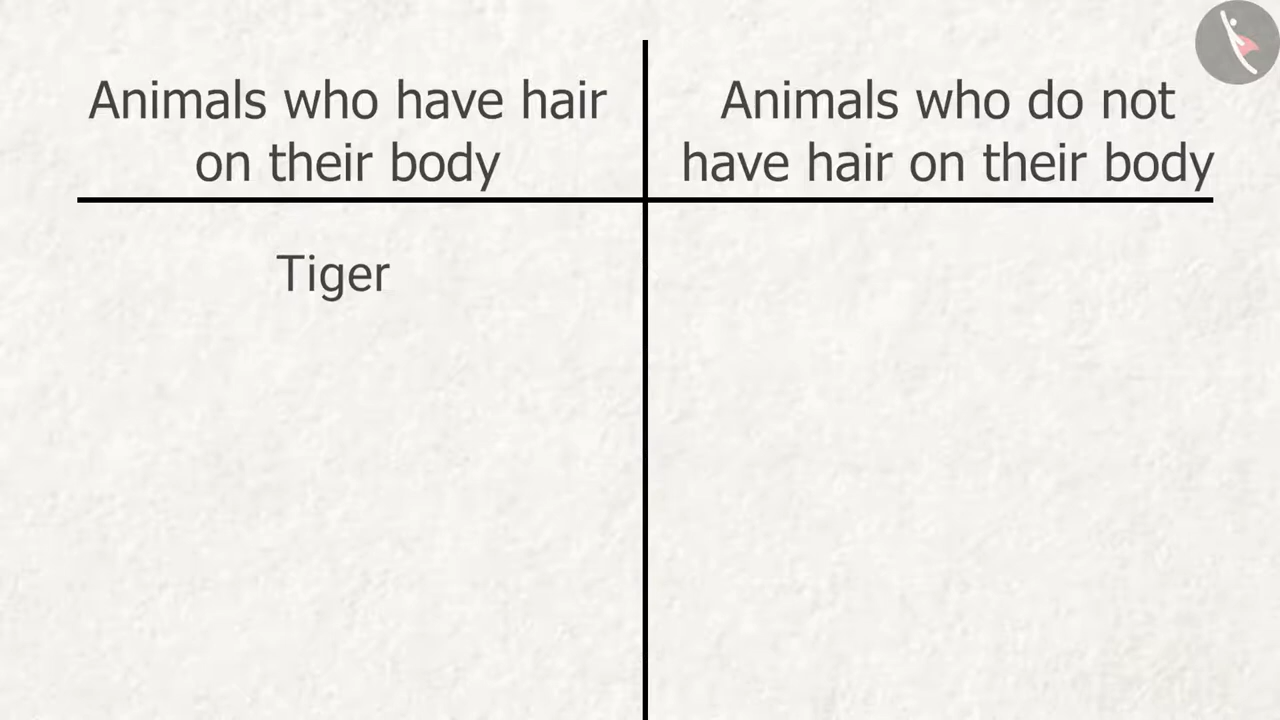 Animals who have hair
on their body
Animals who do not
have hair on their body
Tiger